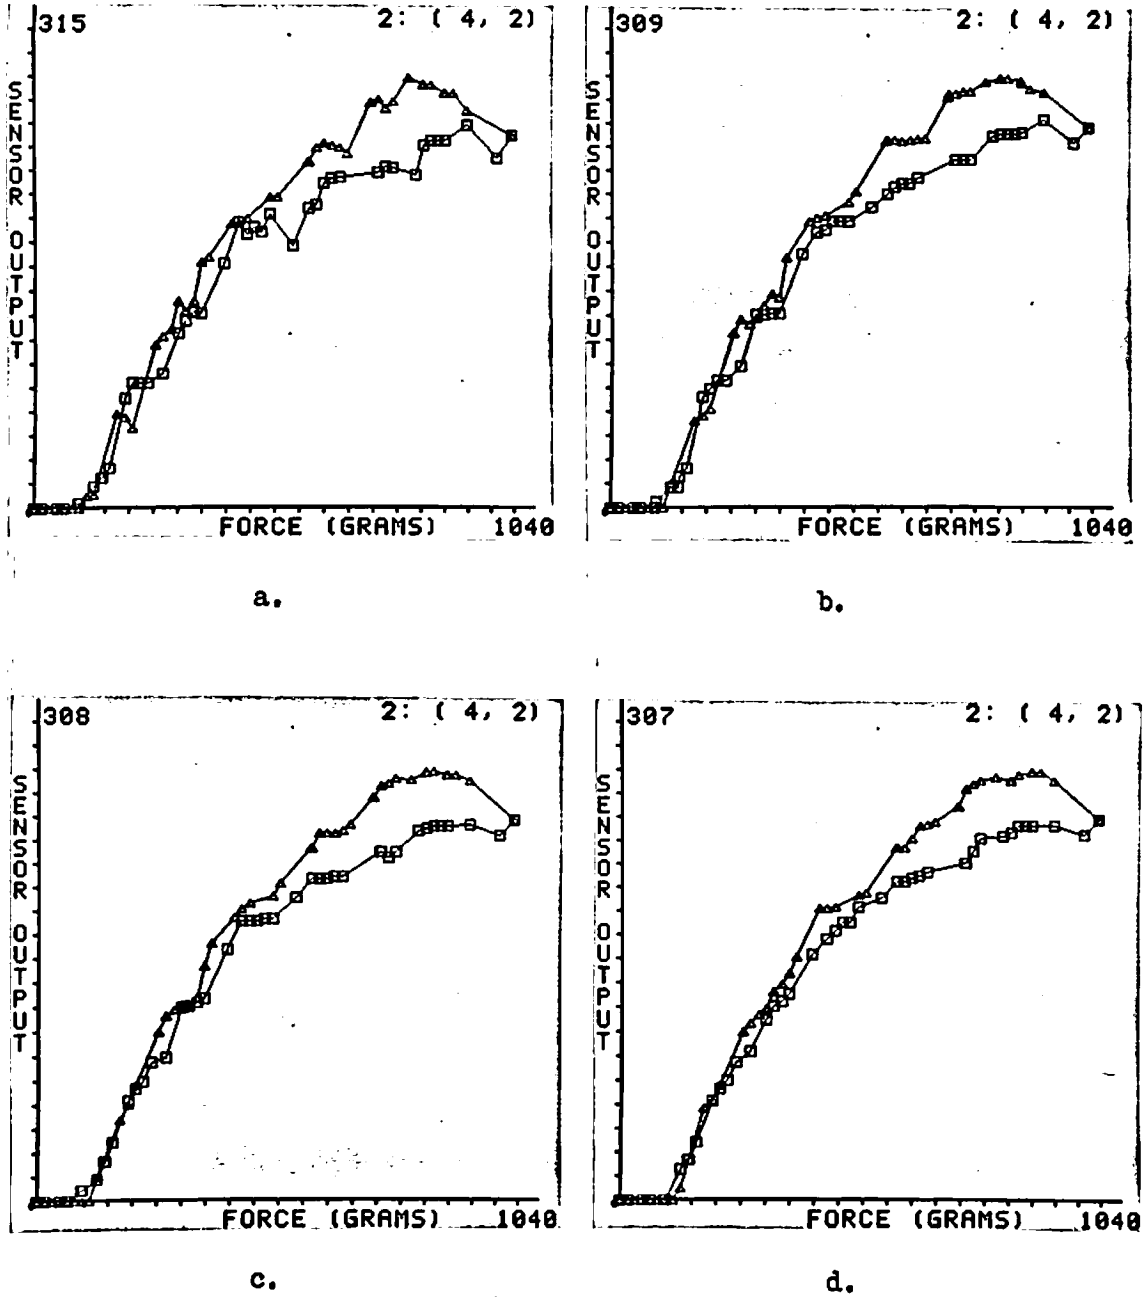 315 2: ( 4, 2)
SENSOR OUTPUT
FORCE (GRAMS) 1040
a.
309 2: ( 4, 2)
SENSOR OUTPUT
FORCE (GRAMS) 1040
b.
308 2: ( 4, 2)
SENSOR OUTPUT
FORCE (GRAMS) 1040
c.
307 2: ( 4, 2)
SENSOR OUTPUT
FORCE (GRAMS) 1040
d.